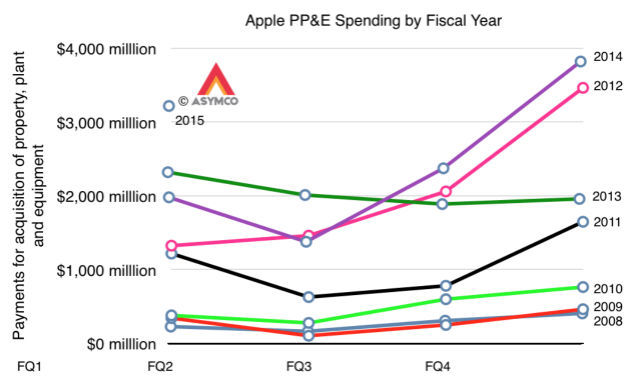 Apple PP&E Spending by Fiscal Year
Payments for acquisition of property, plant
and equipment
$4,000 milllion
$3,000 milllion
$2,000 milllion
$1,000 milllion
$0 milllion
© ASYMCO
2015
2014
2012
2013
2011
2010
2009
2008
FQ1 FQ2 FQ3 FQ4